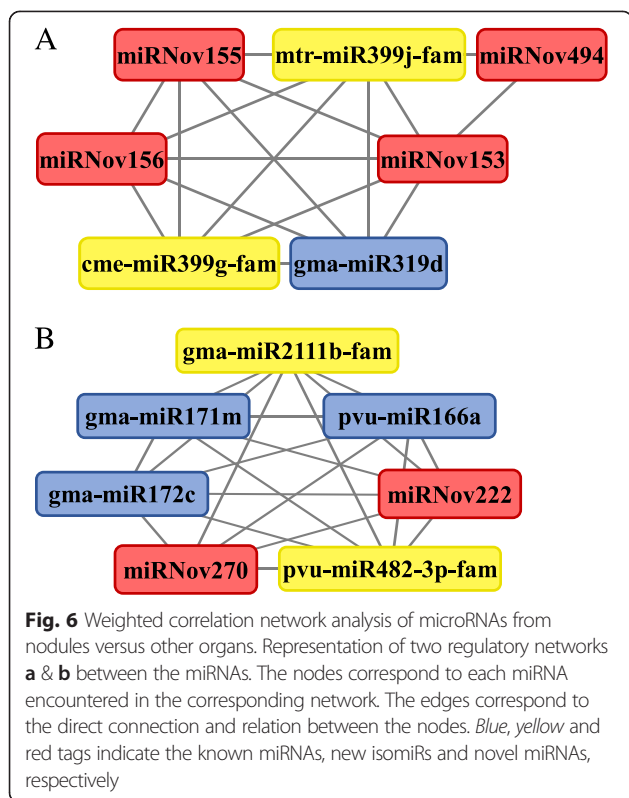 A
miRNov155 mtr-miR399j-fam miRNov494
miRNov156 miRNov153
cme-miR399g-fam gma-miR319d
B
gma-miR2111b-fam
gma-miR171m pvu-miR166a
gma-miR172c miRNov222
miRNov270 pvu-miR482-3p-fam
Fig. 6 Weighted correlation network analysis of microRNAs from
nodules versus other organs. Representation of two regulatory networks
a & b between the miRNAs. The nodes correspond to each miRNA
encountered in the corresponding network. The edges correspond to
the direct connection and relation between the nodes. Blue, yellow and
red tags indicate the known miRNAs, new isomiRs and novel miRNAs,
respectively